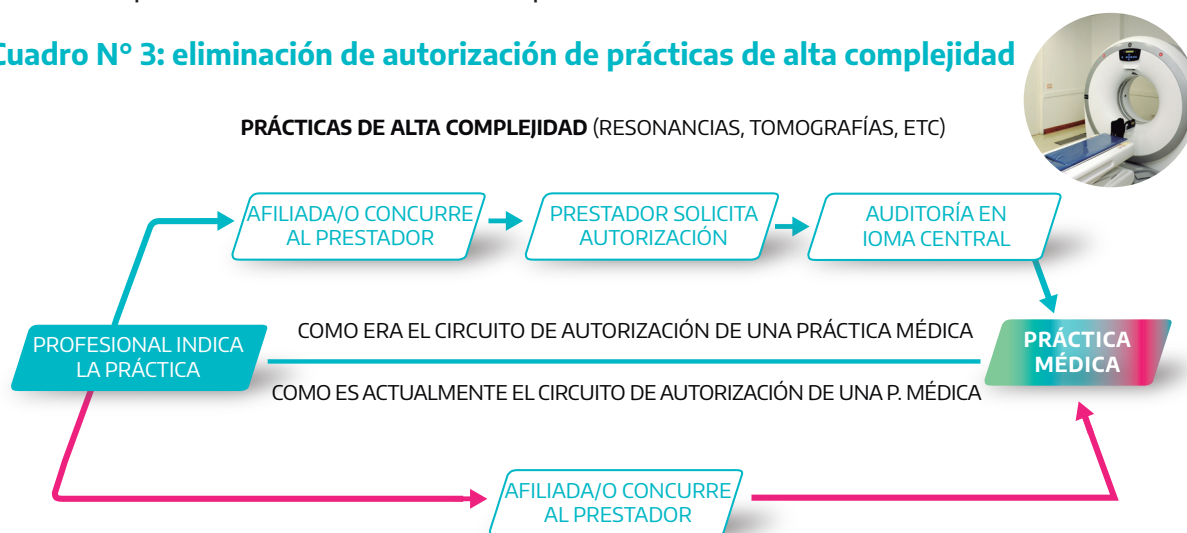 Cuadro N° 3: eliminación de autorización de prácticas de alta complejidad
PRÁCTICAS DE ALTA COMPLEJIDAD (RESONANCIAS, TOMOGRAFÍAS, ETC)
AFILIADA/O CONCURRE
AL PRESTADOR
PRESTADOR SOLICITA
AUTORIZACIÓN
AUDITORÍA EN
IOMA CENTRAL
PROFESIONAL INDICA
LA PRÁCTICA
COMO ERA EL CIRCUITO DE AUTORIZACIÓN DE UNA PRÁCTICA MÉDICA
COMO ES ACTUALMENTE EL CIRCUITO DE AUTORIZACIÓN DE UNA P. MÉDICA
PRÁCTICA
MÉDICA
AFILIADA/O CONCURRE
AL PRESTADOR